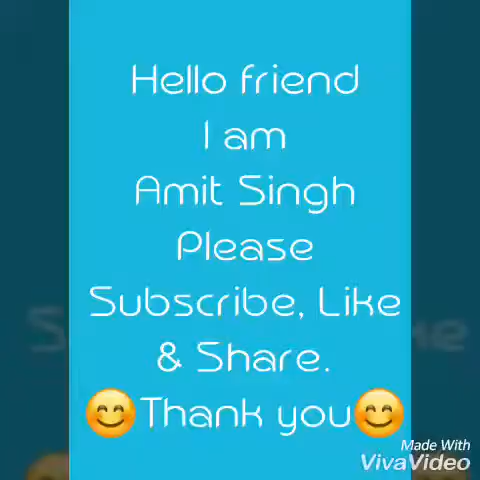 Hello friend
I am
Amit Singh
Please
Subscribe, Like
& Share.
😊Thank you😊
Made With
VivaVideo